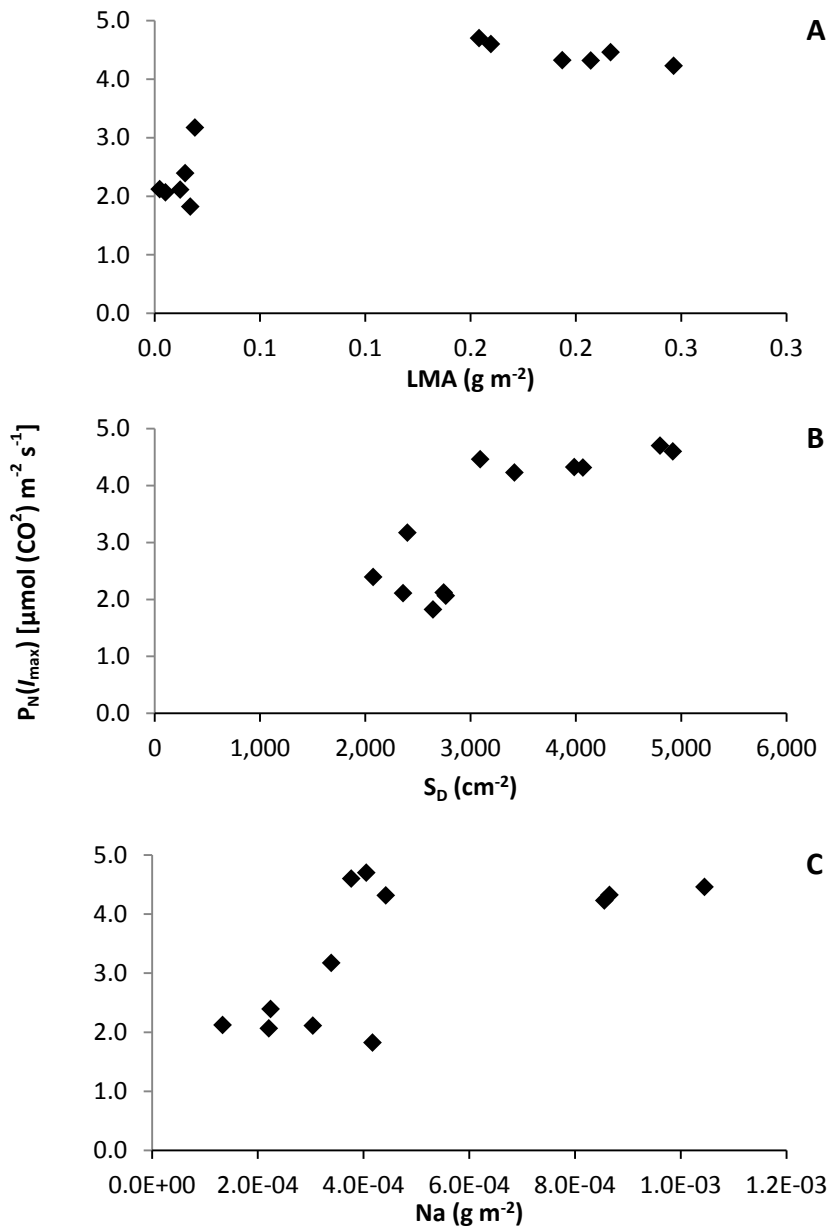 A
5.0
4.0
3.0
2.0
1.0
0.0
0.0 0.1 0.1 0.2 0.2 0.3 0.3
LMA (g m⁻²)
P_N(I_max) [µmol (CO²) m⁻² s⁻¹)
B
5.0
4.0
3.0
2.0
1.0
0.0
0 1,000 2,000 3,000 4,000 5,000 6,000
S_D (cm⁻²)
C
5.0
4.0
3.0
2.0
1.0
0.0
0.0E+00 2.0E-04 4.0E-04 6.0E-04 8.0E-04 1.0E-03 1.2E-03
Na (g m⁻²)